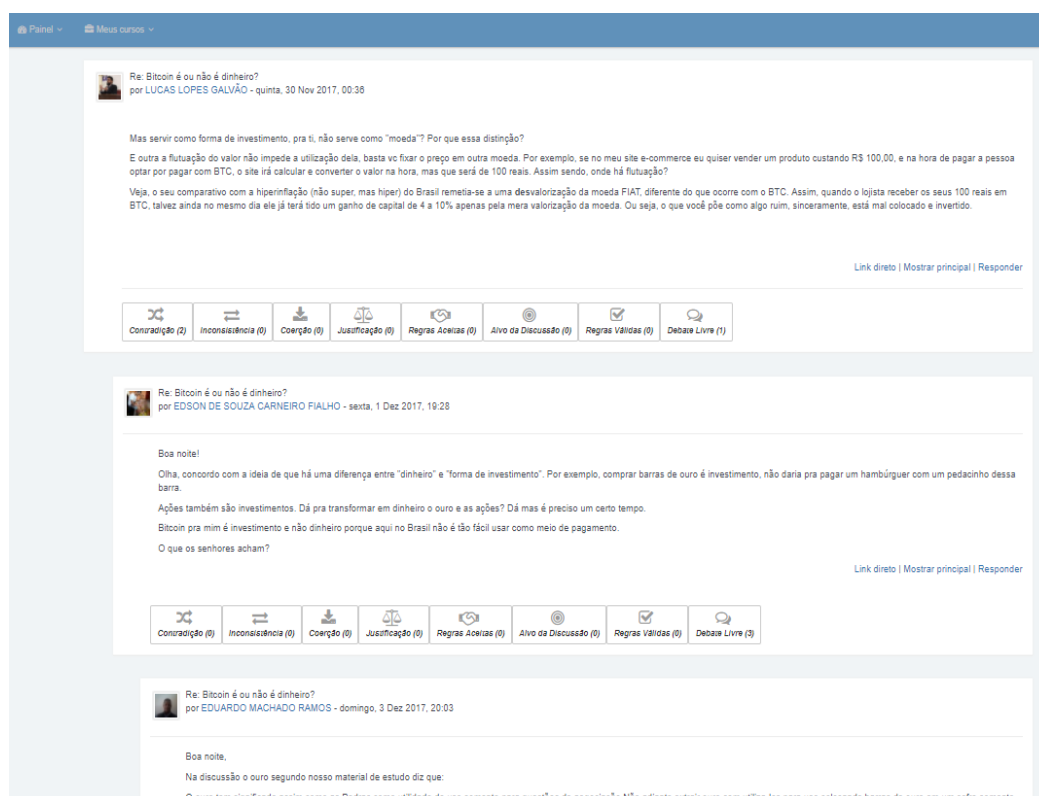 Painel
Meus cursos
Re: Bitcoin é ou não é dinheiro?
por LUCAS LOPES GALVÃO - quinta, 30 Nov 2017, 00:36
Mas servir como forma de investimento, pra ti, não serve como "moeda"? Por que essa distinção?
E outra a flutuação do valor não impede a utilização dela, basta vc fixar o preço em outra moeda. Por exemplo, se no meu site e-commerce eu quiser vender um produto custando R$ 100,00, e na hora de pagar a pessoa
optar por pagar com BTC, o site irá calcular e converter o valor na hora, mas que será de 100 reais. Assim sendo, onde há flutuação?
Veja, o seu comparativo com a hiperinflação (não super, mas hiper) do Brasil remetia-se a uma desvalorização da moeda FIAT, diferente do que ocorre com o BTC. Assim, quando o lojista receber os seus 100 reais em
BTC, talvez ainda no mesmo dia ele já terá tido um ganho de capital de 4 a 10% apenas pela mera valorização da moeda. Ou seja, o que você põe como algo ruim, sinceramente, está mal colocado e invertido.
Link direto | Mostrar principal | Responder
Contradição (2) Inconsistência (0) Coerção (0) Justificação (0) Regras Aceitas (0) Alvo da Discussão (0) Regras Válidas (0) Debate Livre (1)
Re: Bitcoin é ou não é dinheiro?
por EDSON DE SOUZA CARNEIRO FIALHO - sexta, 1 Dez 2017, 19:28
Boa noite!
Olha, concordo com a ideia de que há uma diferença entre "dinheiro" e "forma de investimento". Por exemplo, comprar barras de ouro é investimento, não daria pra pagar um hambúrguer com um pedacinho dessa
barra.
Ações também são investimentos. Dá pra transformar em dinheiro o ouro e as ações? Dá mas é preciso um certo tempo.
Bitcoin pra mim é investimento e não dinheiro porque aqui no Brasil não é tão fácil usar como meio de pagamento.
O que os senhores acham?
Link direto | Mostrar principal | Responder
Contradição (0) Inconsistência (0) Coerção (0) Justificação (0) Regras Aceitas (0) Alvo da Discussão (0) Regras Válidas (0) Debate Livre (3)
Re: Bitcoin é ou não é dinheiro?
por EDUARDO MACHADO RAMOS - domingo, 3 Dez 2017, 20:03
Boa noite,
Na discussão o ouro segundo nosso material de estudo diz que: